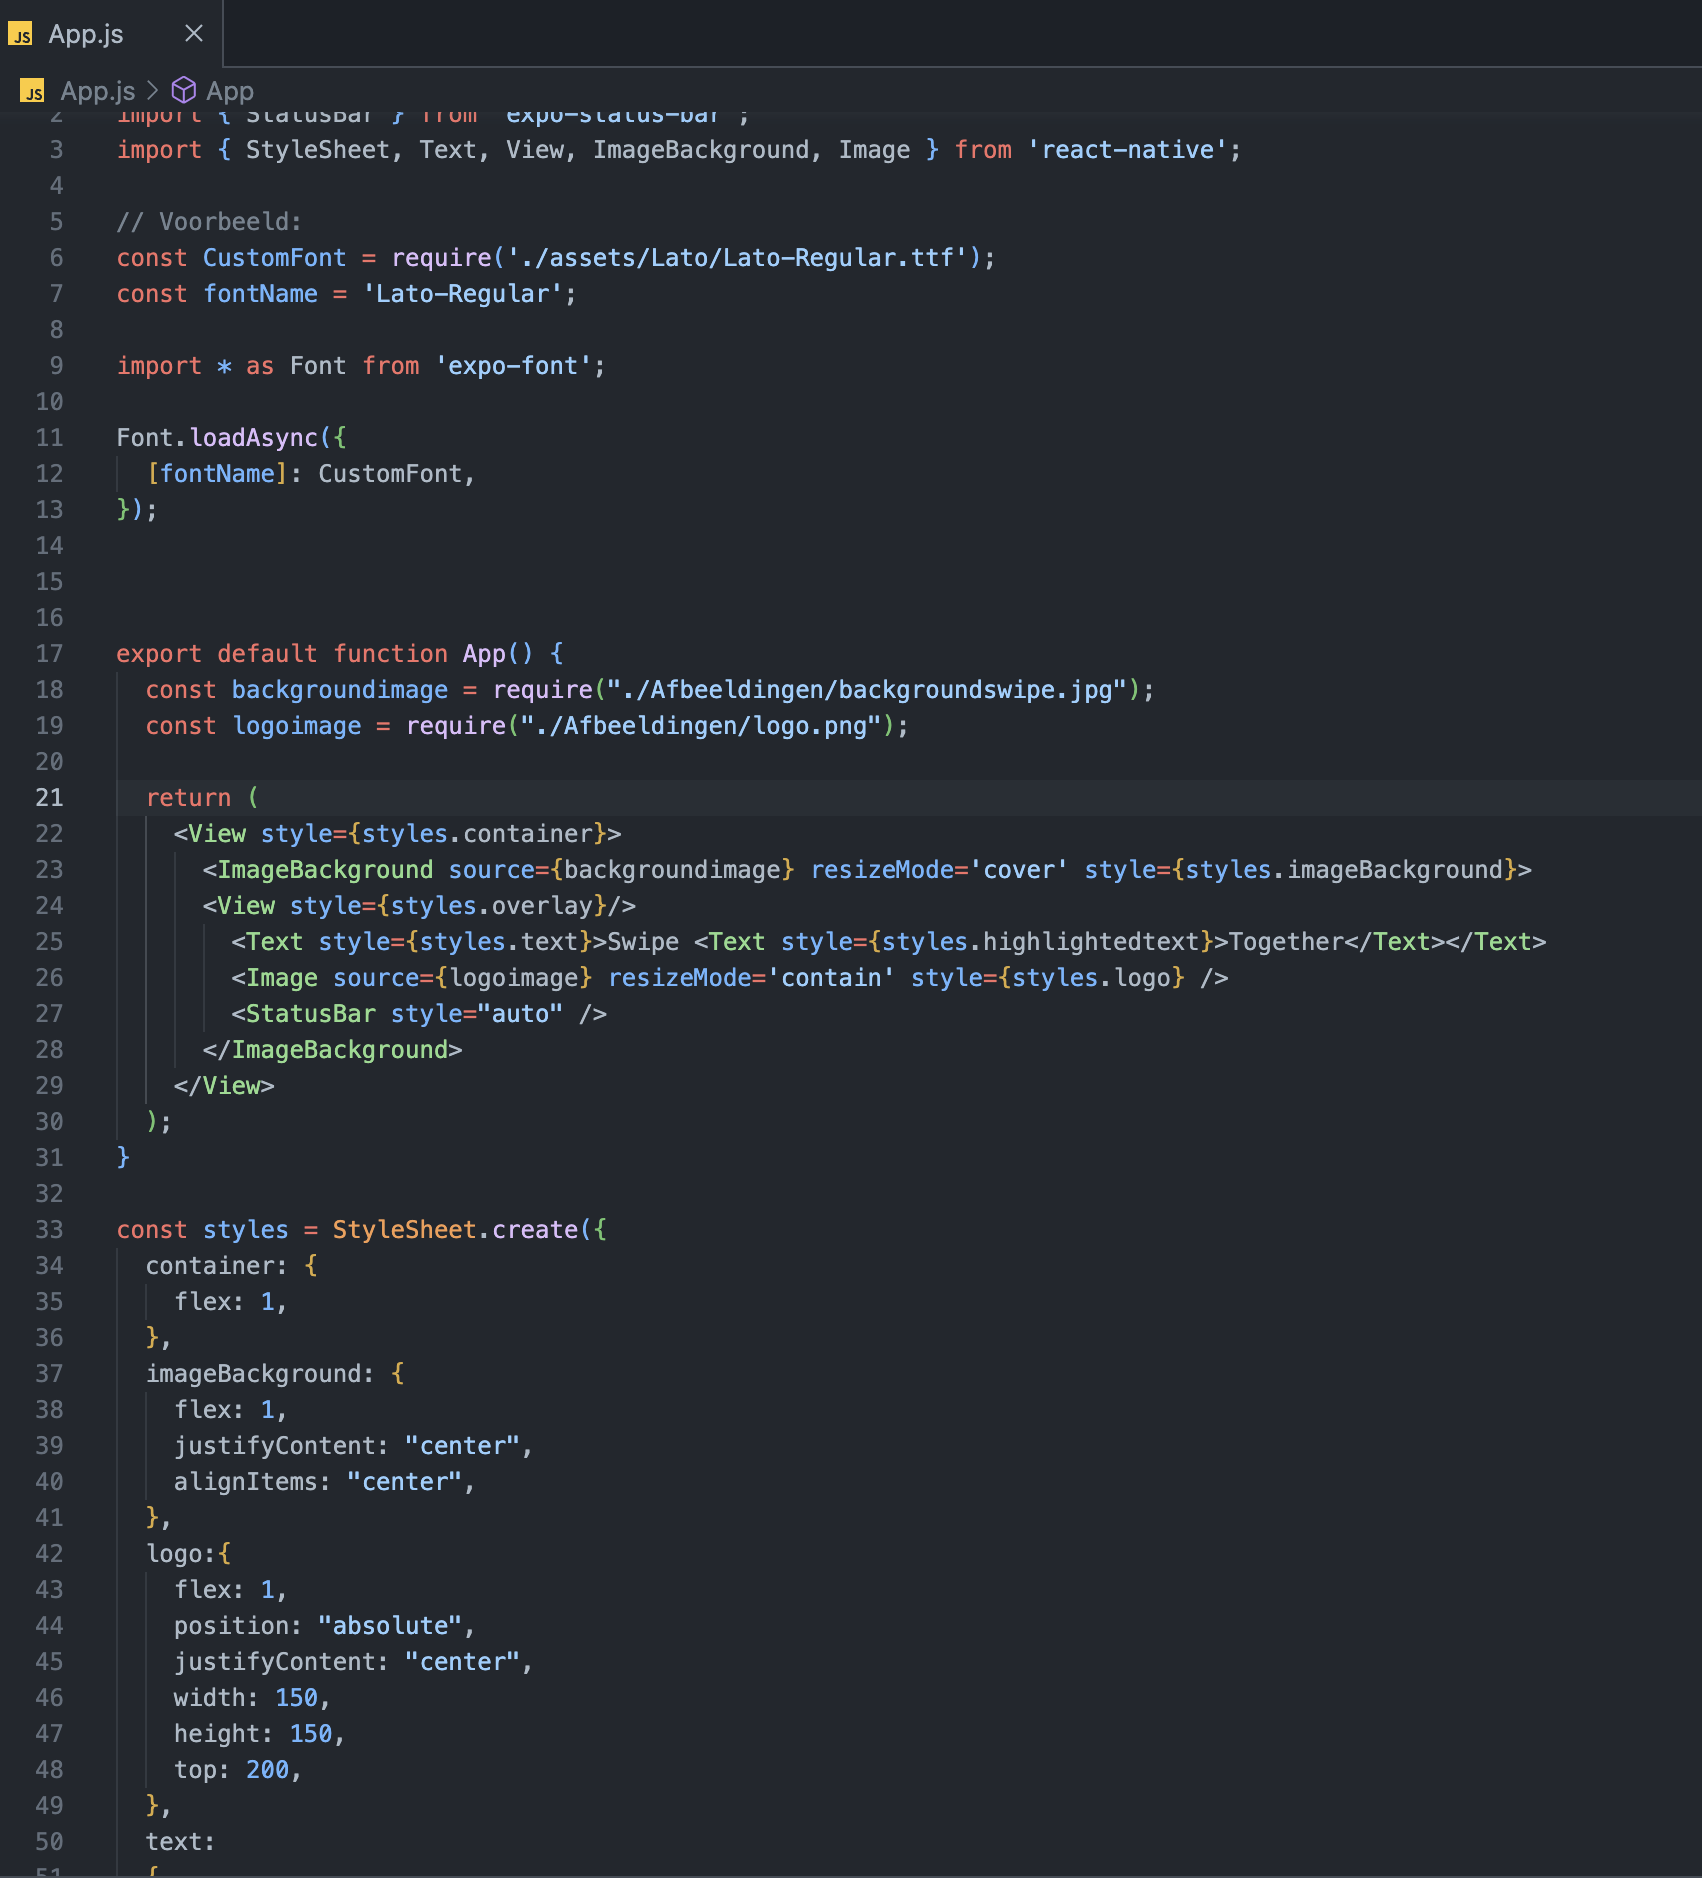 App.js
App.js > App
2 import { StatusBar } from 'expo-status-bar';
3 import { StyleSheet, Text, View, ImageBackground, Image } from 'react-native';
4
5 // Voorbeeld:
6 const CustomFont = require('./assets/Lato/Lato-Regular.ttf');
7 const fontName = 'Lato-Regular';
8
9 import * as Font from 'expo-font';
10
11 Font.loadAsync({
12 [fontName]: CustomFont,
13 });
14
15
16
17 export default function App() {
18 const backgroundimage = require("./Afbeeldingen/backgroundswipe.jpg");
19 const logoimage = require("./Afbeeldingen/logo.png");
20
21 return (
22 <View style={styles.container}>
23 <ImageBackground source={backgroundimage} resizeMode='cover' style={styles.imageBackground}>
24 <View style={styles.overlay}/>
25 <Text style={styles.text}>Swipe <Text style={styles.highlightedtext}>Together</Text></Text>
26 <Image source={logoimage} resizeMode='contain' style={styles.logo} />
27 <StatusBar style="auto" />
28 </ImageBackground>
29 </View>
30 );
31 }
32
33 const styles = StyleSheet.create({
34 container: {
35 flex: 1,
36 },
37 imageBackground: {
38 flex: 1,
39 justifyContent: "center",
40 alignItems: "center",
41 },
42 logo:{
43 flex: 1,
44 position: "absolute",
45 justifyContent: "center",
46 width: 150,
47 height: 150,
48 top: 200,
49 },
50 text:
51 {